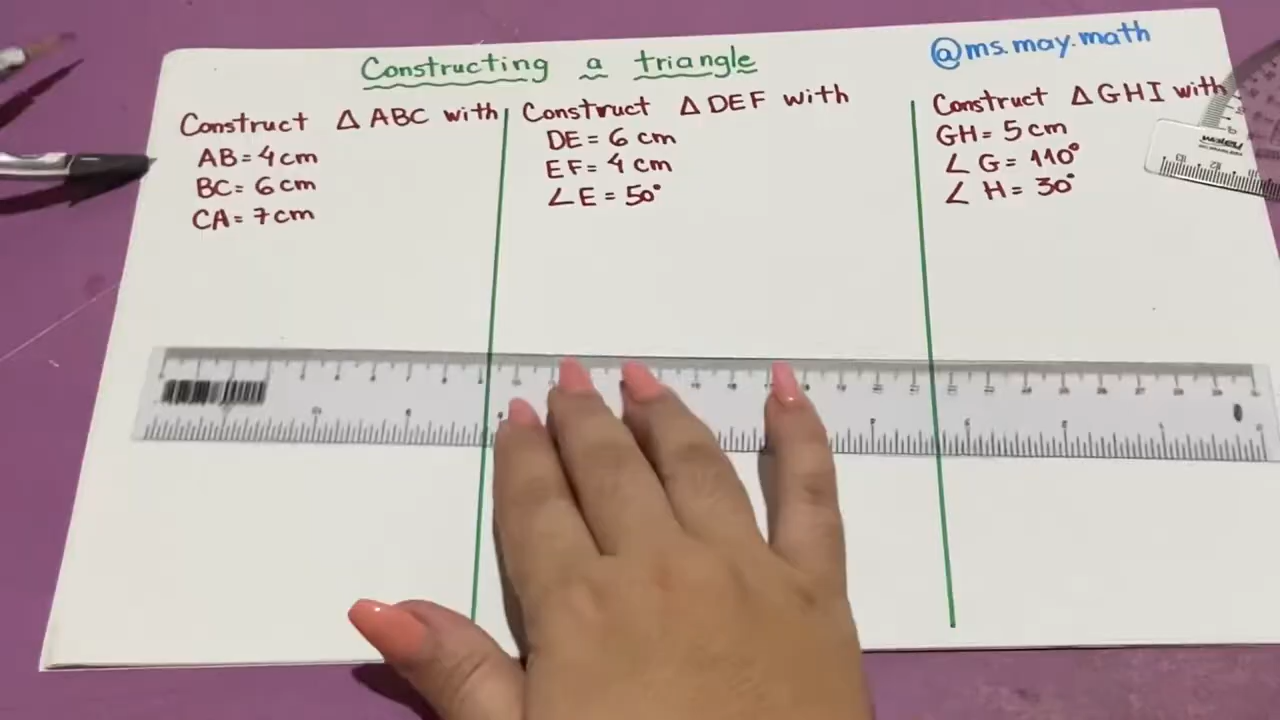 Constructing a triangle
@ms.may.math
Construct △ABC with
AB = 4 cm
BC = 6 cm
CA = 7 cm
Construct △DEF with
DE = 6 cm
EF = 4 cm
∠E = 50°
Construct △GHI with
GH = 5 cm
∠G = 110°
∠H = 30°
waleu